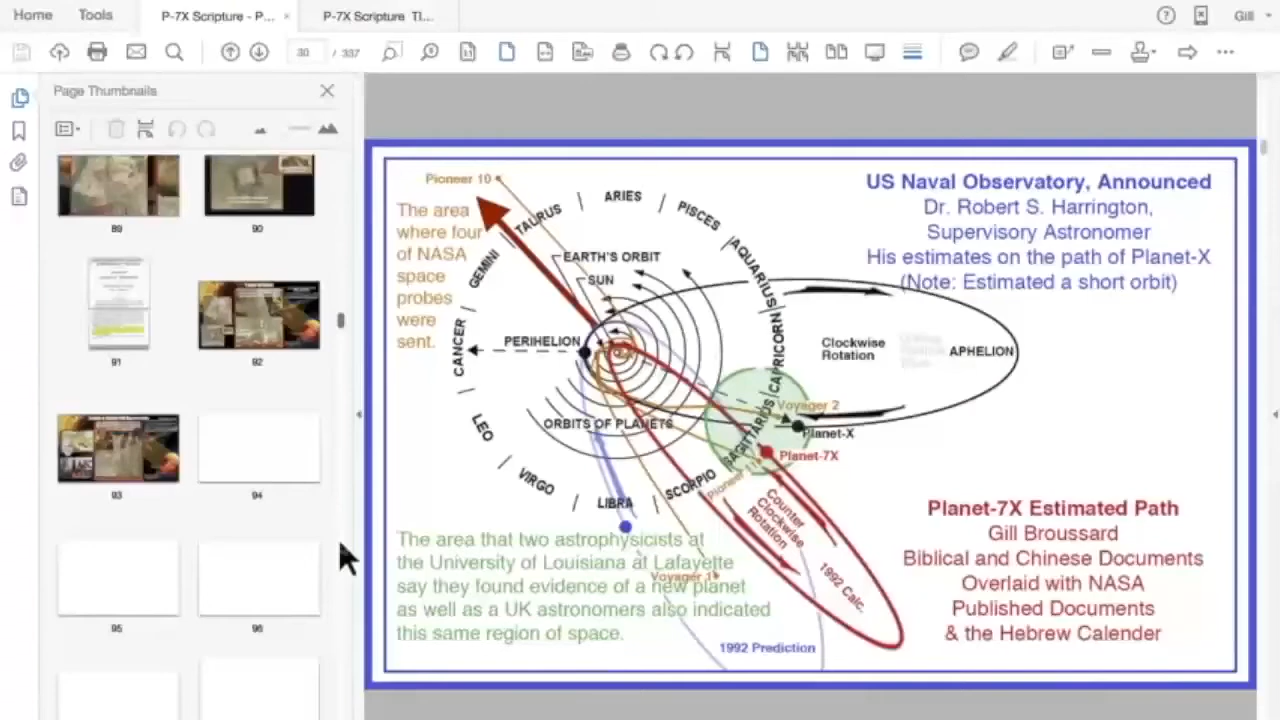 Home
Tools
P-7X Scripture - P...
×
P-7X Scripture TI...
Gill
30
/ 337
Page Thumbnails
89
90
91
92
93
94
95
96
US Naval Observatory, Announced
Dr. Robert S. Harrington,
Supervisory Astronomer
His estimates on the path of Planet-X
(Note: Estimated a short orbit)
Pioneer 10
The area
where four
of NASA
space
probes
were
sent.
ARIES
TAURUS
PISCES
GEMINI
AQUARIUS
EARTH'S ORBIT
SUN
CANCER
PERIHELION
CAPRICORN
Clockwise
Rotation
APHELION
LEO
ORBITS OF PLANETS
SAGITTARIUS
Voyager 2
Planet-X
Planet-7X
VIRGO
LIBRA
SCORPIO
Pioneer 11
Counter
Clockwise
Rotation
1992 Calc.
The area that two astrophysicists at
the University of Louisiana at Lafayette
Voyager 1
say they found evidence of a new planet
as well as a UK astronomers also indicated
this same region of space.
1992 Prediction
Planet-7X Estimated Path
Gill Broussard
Biblical and Chinese Documents
Overlaid with NASA
Published Documents
& the Hebrew Calender